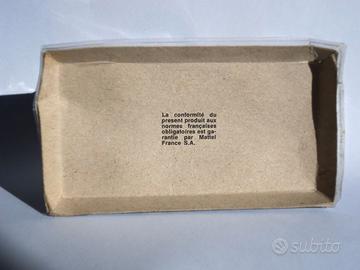 La conformité du
present produit aux
normes françaises
obligatoires est ga-
rantie par Mattel
France S.A.
subito